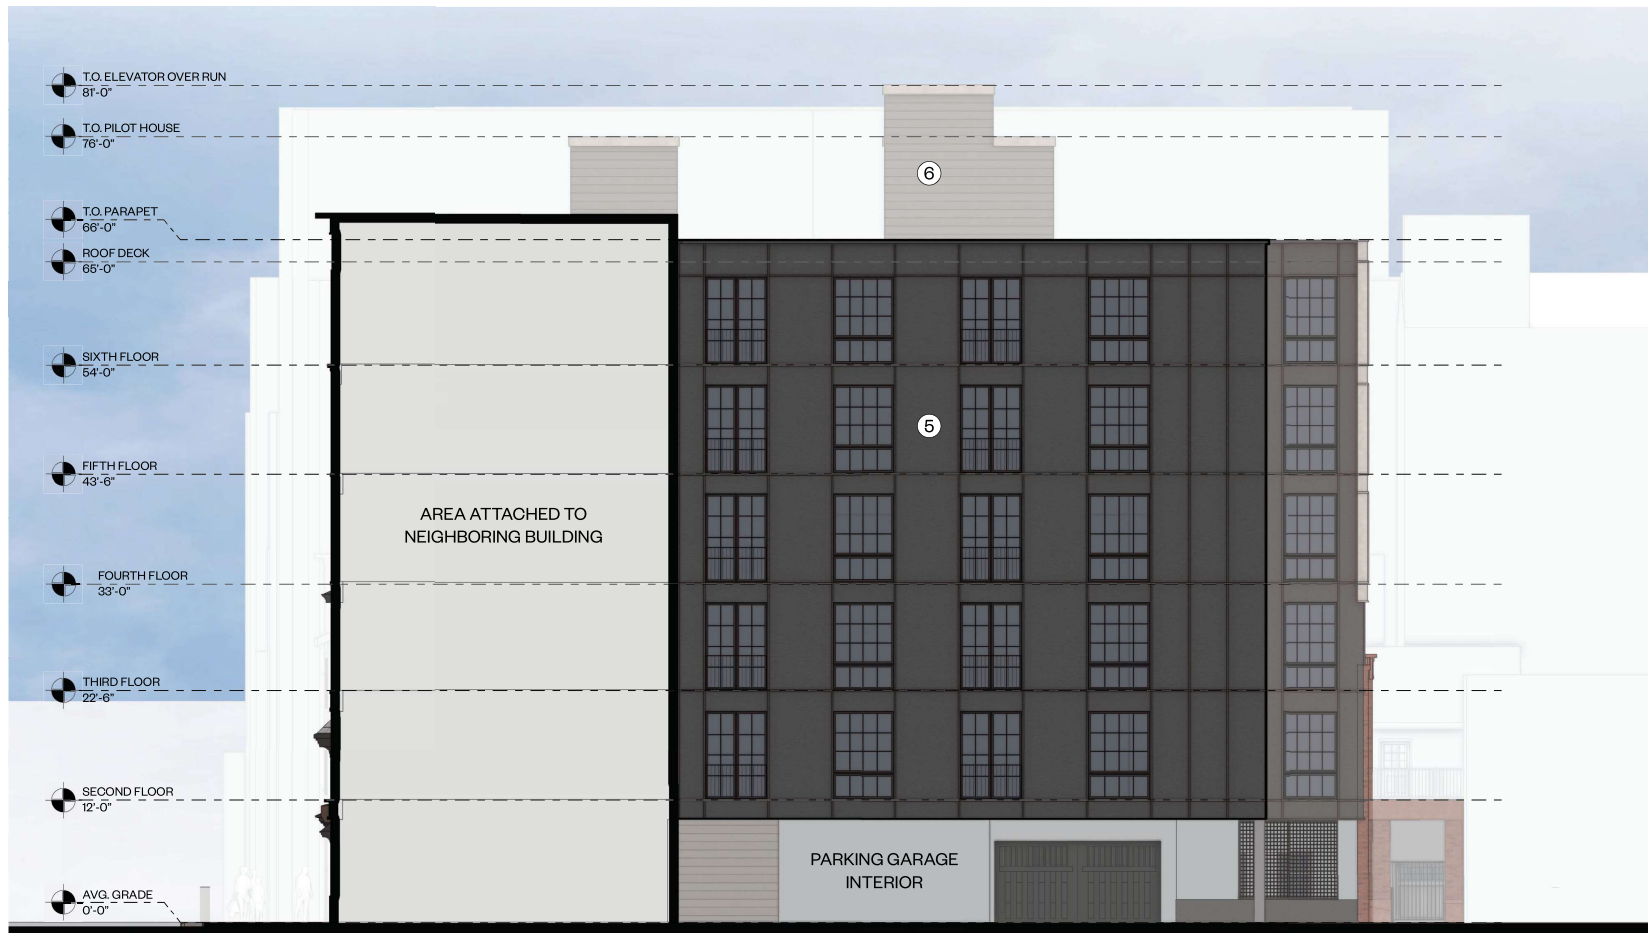 T.O. ELEVATOR OVER RUN
81'-0"
T.O. PILOT HOUSE
76'-0"
T.O. PARAPET
66'-0"
ROOF DECK
65'-0"
SIXTH FLOOR
54'-0"
FIFTH FLOOR
43'-6"
FOURTH FLOOR
33'-0"
THIRD FLOOR
22'-6"
SECOND FLOOR
12'-0"
AVG. GRADE
0'-0"
6
5
AREA ATTACHED TO
NEIGHBORING BUILDING
PARKING GARAGE
INTERIOR